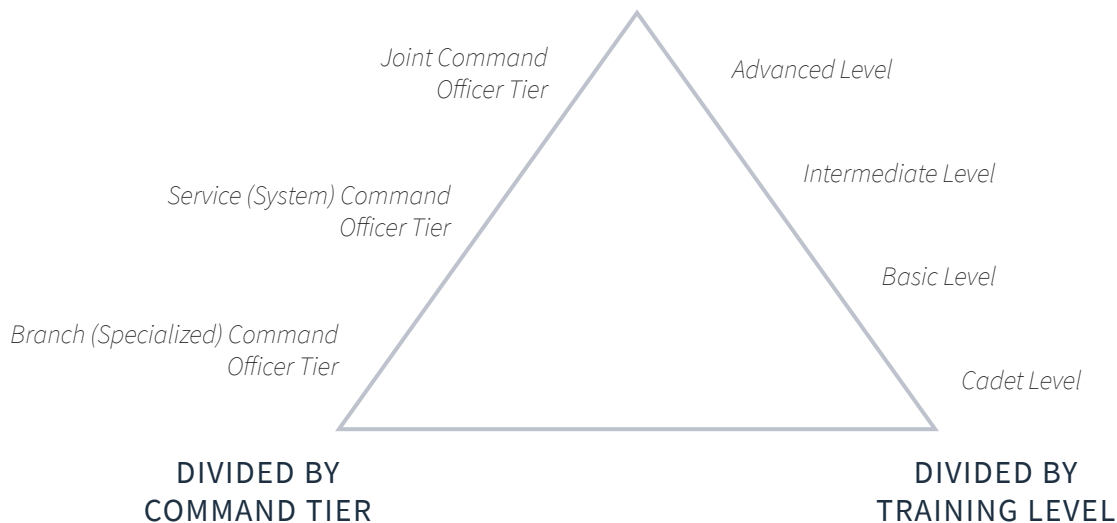 Joint Command
Officer Tier
Advanced Level
Intermediate Level
Service (System) Command
Officer Tier
Basic Level
Branch (Specialized) Command
Officer Tier
Cadet Level
DIVIDED BY
COMMAND TIER
DIVIDED BY
TRAINING LEVEL